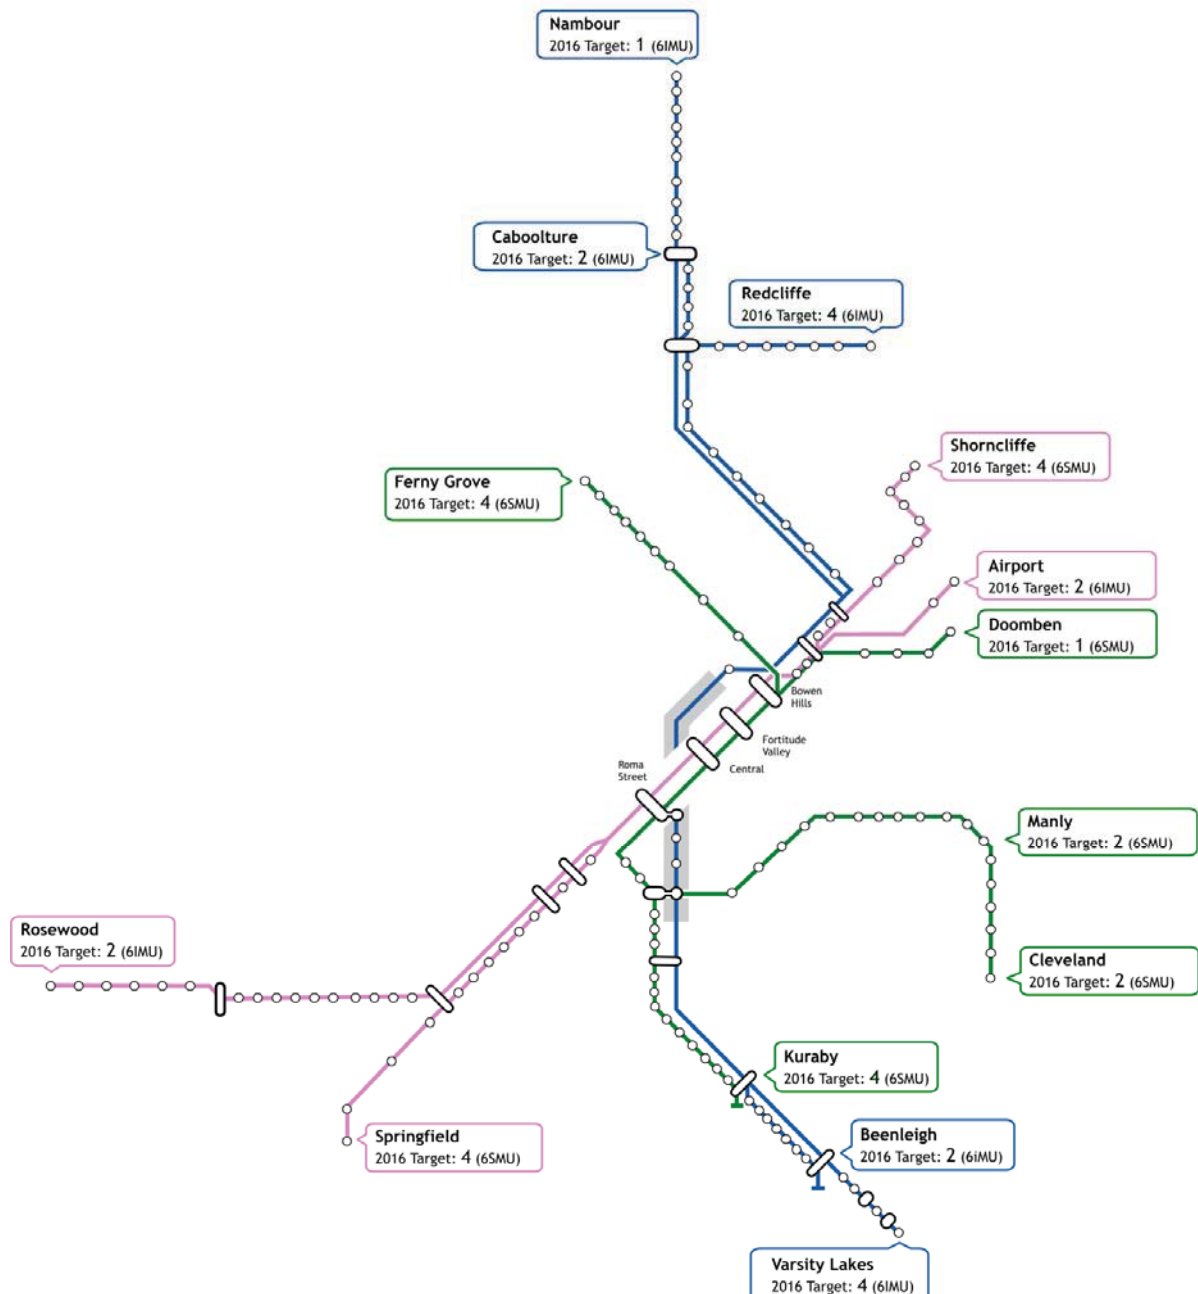 Nambour
2016 Target: 1 (6IMU)
Caboolture
2016 Target: 2 (6IMU)
Redcliffe
2016 Target: 4 (6IMU)
Shorncliffe
2016 Target: 4 (6SMU)
Ferny Grove
2016 Target: 4 (6SMU)
Airport
2016 Target: 2 (6IMU)
Doomben
2016 Target: 1 (6SMU)
Bowen
Hills
Fortitude
Valley
Central
Roma
Street
Manly
2016 Target: 2 (6SMU)
Rosewood
2016 Target: 2 (6IMU)
Cleveland
2016 Target: 2 (6SMU)
Kuraby
2016 Target: 4 (6SMU)
Springfield
2016 Target: 4 (6SMU)
Beenleigh
2016 Target: 2 (6iMU)
Varsity Lakes
2016 Target: 4 (6IMU)